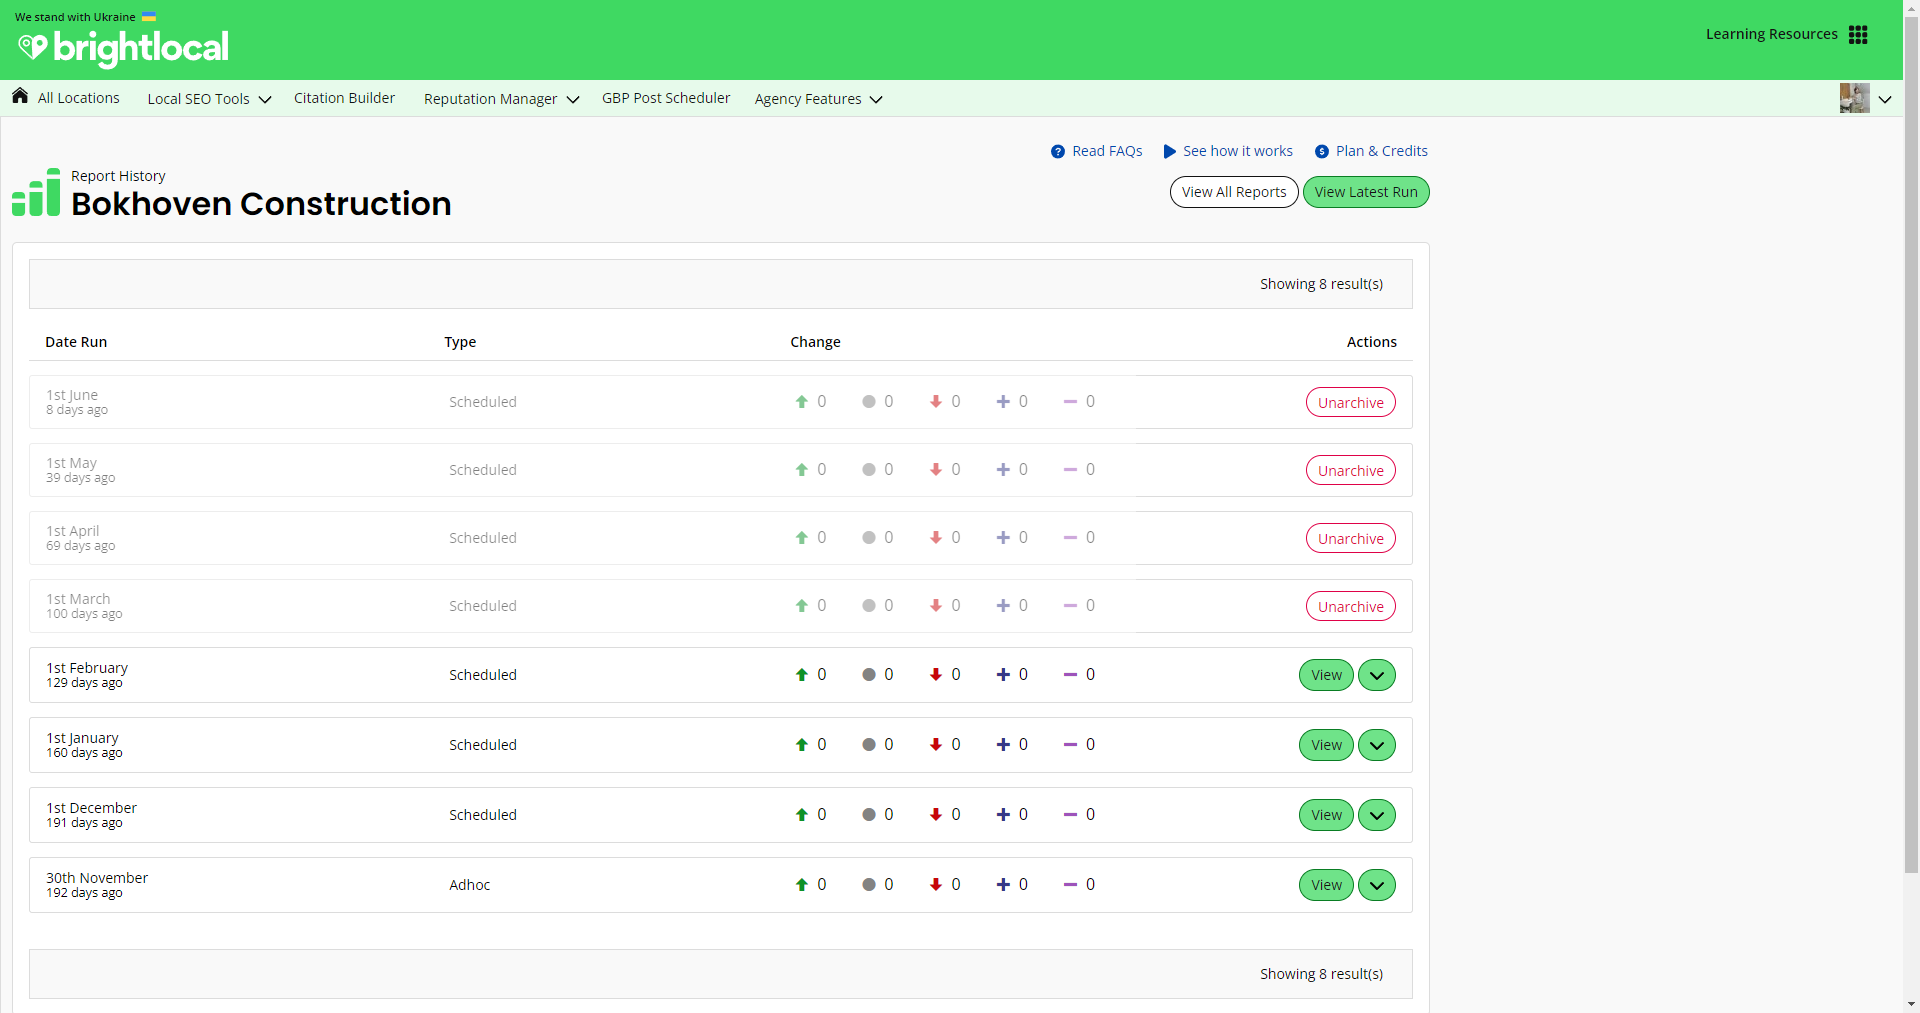 We stand with Ukraine
brightlocal
Learning Resources
All Locations
Local SEO Tools
Citation Builder
Reputation Manager
GBP Post Scheduler
Agency Features
Read FAQs
See how it works
Plan & Credits
Report History
Bokhoven Construction
View All Reports
View Latest Run
Showing 8 result(s)
Date Run Type Change Actions
1st June
8 days ago
Scheduled 0 0 0 0 0 Unarchive
1st May
39 days ago
Scheduled 0 0 0 0 0 Unarchive
1st April
69 days ago
Scheduled 0 0 0 0 0 Unarchive
1st March
100 days ago
Scheduled 0 0 0 0 0 Unarchive
1st February
129 days ago
Scheduled 0 0 0 0 0 View
1st January
160 days ago
Scheduled 0 0 0 0 0 View
1st December
191 days ago
Scheduled 0 0 0 0 0 View
30th November
192 days ago
Adhoc 0 0 0 0 0 View
Showing 8 result(s)